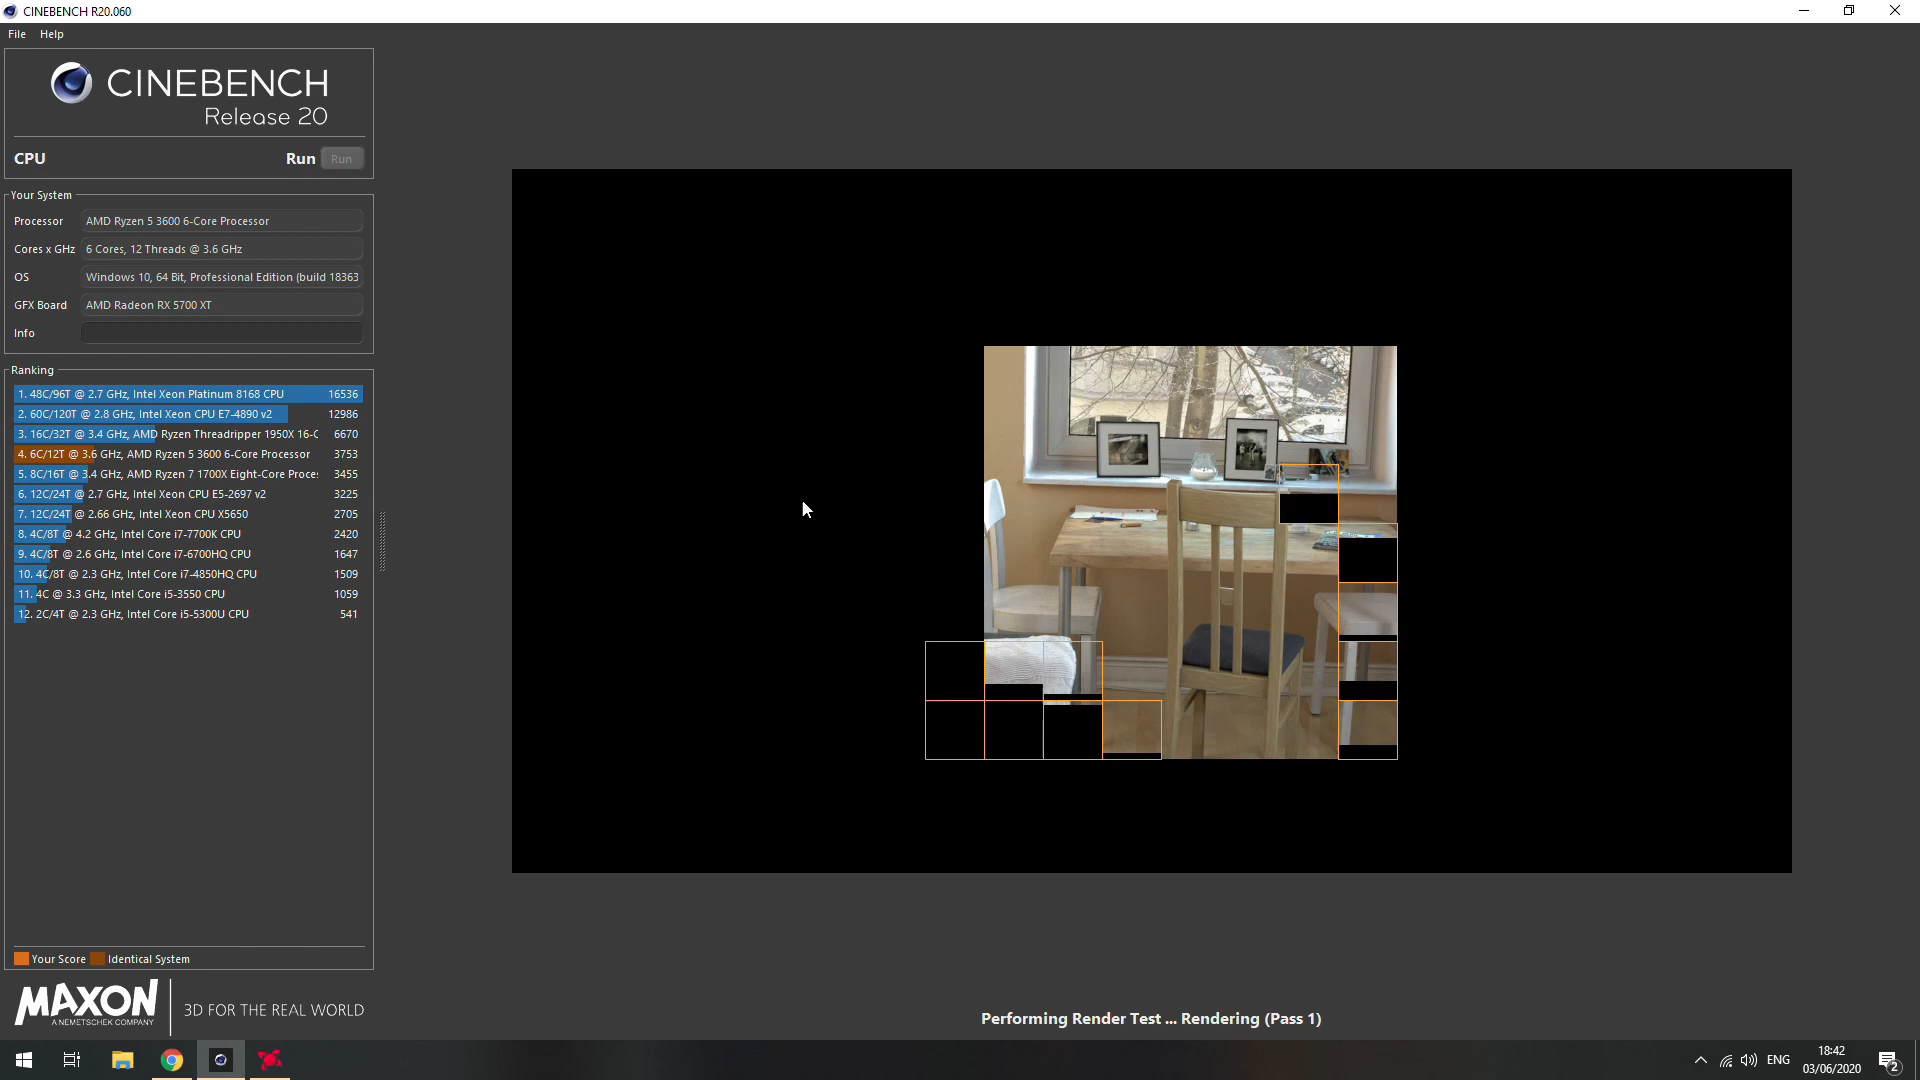 CINEBENCH R20.060
File Help
CINEBENCH
Release 20
CPU Run Run
Your System
Processor AMD Ryzen 5 3600 6-Core Processor
Cores x GHz 6 Cores, 12 Threads @ 3.6 GHz
OS Windows 10, 64 Bit, Professional Edition (build 18363
GFX Board AMD Radeon RX 5700 XT
Info
Ranking
1. 48C/96T @ 2.7 GHz, Intel Xeon Platinum 8168 CPU 16536
2. 60C/120T @ 2.8 GHz, Intel Xeon CPU E7-4890 v2 12986
3. 16C/32T @ 3.4 GHz, AMD Ryzen Threadripper 1950X 16-C 6670
4. 6C/12T @ 3.6 GHz, AMD Ryzen 5 3600 6-Core Processor 3753
5. 8C/16T @ 3.4 GHz, AMD Ryzen 7 1700X Eight-Core Proces 3455
6. 12C/24T @ 2.7 GHz, Intel Xeon CPU E5-2697 v2 3225
7. 12C/24T @ 2.66 GHz, Intel Xeon CPU X5650 2705
8. 4C/8T @ 4.2 GHz, Intel Core i7-7700K CPU 2420
9. 4C/8T @ 2.6 GHz, Intel Core i7-6700HQ CPU 1647
10. 4C/8T @ 2.3 GHz, Intel Core i7-4850HQ CPU 1509
11. 4C @ 3.3 GHz, Intel Core i5-3550 CPU 1059
12. 2C/4T @ 2.3 GHz, Intel Core i5-5300U CPU 541
Your Score Identical System
MAXON
A NEMETSCHEK COMPANY
3D FOR THE REAL WORLD
Performing Render Test ... Rendering (Pass 1)
ENG
18:42
03/06/2020
2